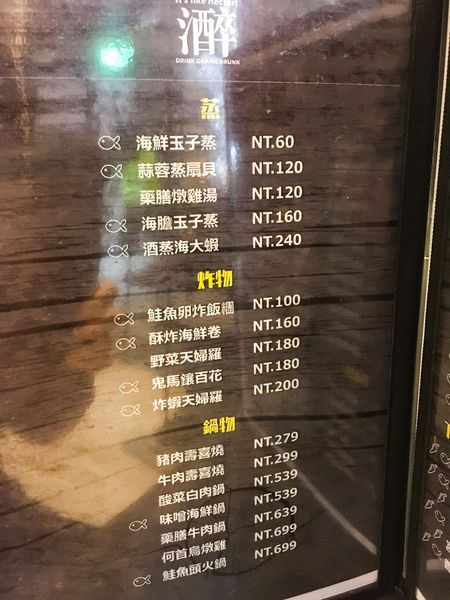 It's like nectar!
酒醉
DRINK DRANK DRUNK
蒸
海鮮玉子蒸 NT.60
蒜蓉蒸扇貝 NT.120
藥膳燉雞湯 NT.120
海膽玉子蒸 NT.160
酒蒸海大蝦 NT.240
炸物
鮭魚卵炸飯糰 NT.100
酥炸海鮮卷 NT.160
野菜天婦羅 NT.180
鬼馬鑲百花 NT.180
炸蝦天婦羅 NT.200
鍋物
豬肉壽喜燒 NT.279
牛肉壽喜燒 NT.299
酸菜白肉鍋 NT.539
味噌海鮮鍋 NT.539
藥膳牛肉鍋 NT.639
何首烏燉雞 NT.699
鮭魚頭火鍋 NT.699